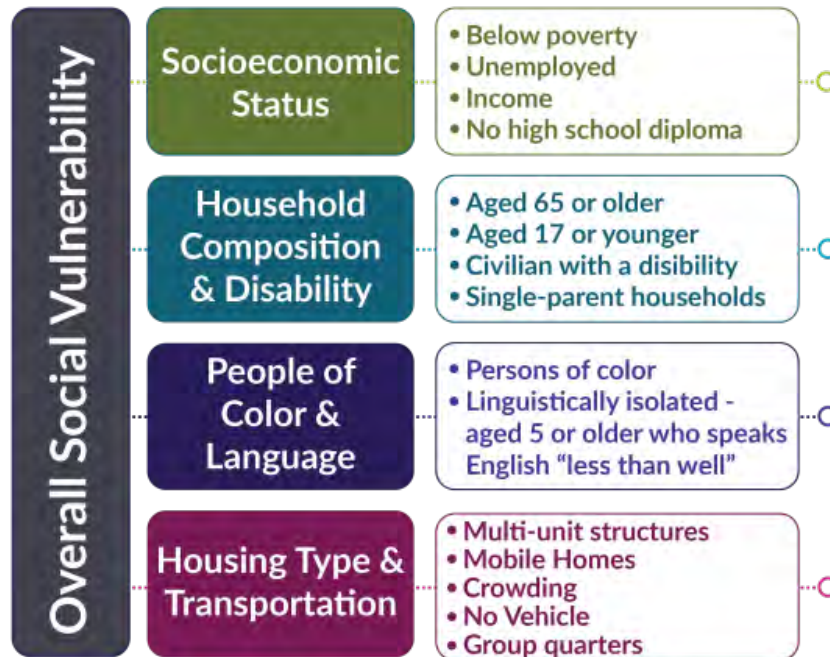 Overall Social Vulnerability
Socioeconomic
Status
• Below poverty
• Unemployed
• Income
• No high school diploma
Household
Composition
& Disability
• Aged 65 or older
• Aged 17 or younger
• Civilian with a disibility
• Single-parent households
People of
Color &
Language
• Persons of color
• Linguistically isolated -
aged 5 or older who speaks
English “less than well”
Housing Type &
Transportation
• Multi-unit structures
• Mobile Homes
• Crowding
• No Vehicle
• Group quarters